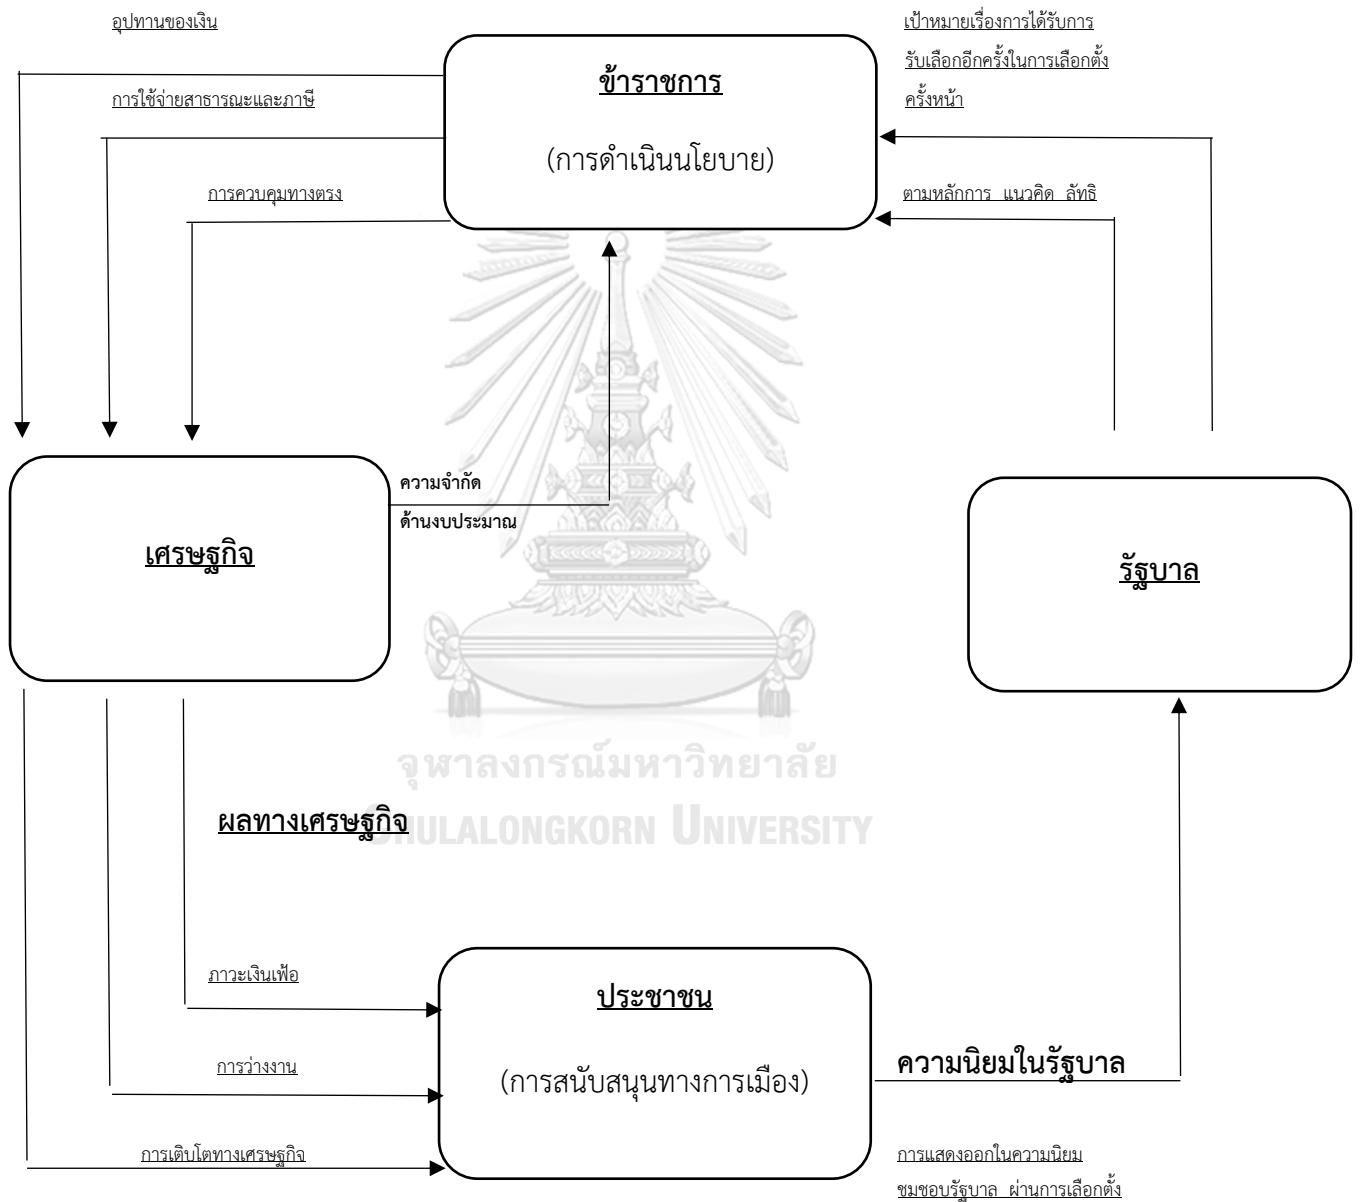 อุปทานของเงิน
เป้าหมายเรื่องการได้รับการ
รับเลือกอีกครั้งในการเลือกตั้ง
ครั้งหน้า
ข้าราชการ
(การดำเนินนโยบาย)
การใช้จ่ายสาธารณะและภาษี
การควบคุมทางตรง
ตามหลักการ แนวคิด ลัทธิ
ความจำกัด
ด้านงบประมาณ
เศรษฐกิจ
รัฐบาล
จุฬาลงกรณ์มหาวิทยาลัย
CHULALONGKORN UNIVERSITY
ผลทางเศรษฐกิจ
ภาวะเงินเฟ้อ
ประชาชน
(การสนับสนุนทางการเมือง)
การว่างงาน
ความนิยมในรัฐบาล
การเติบโตทางเศรษฐกิจ
การแสดงออกในความนิยม
ชมชอบรัฐบาล ผ่านการเลือกตั้ง